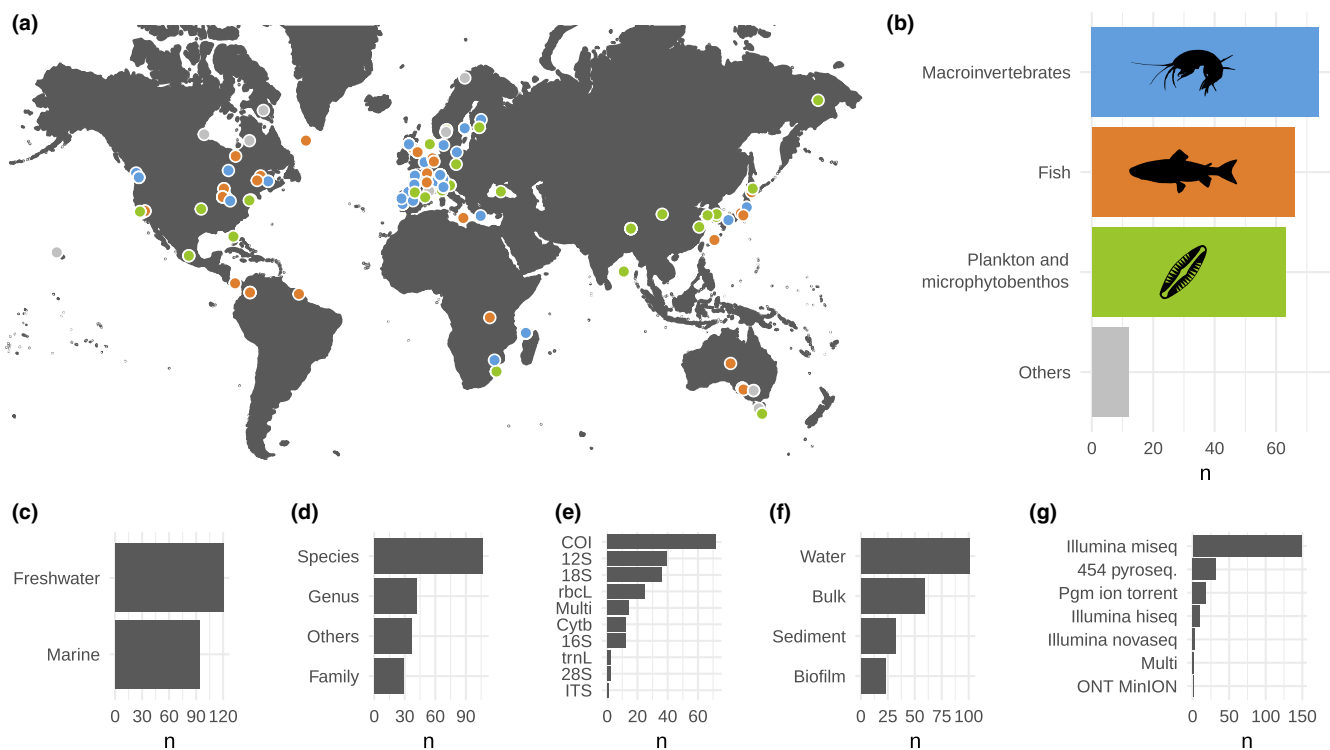 (a)
(b)
Macroinvertebrates
Fish
Plankton and
microphytobenthos
Others
0 20 40 60
n
(c)
Freshwater
Marine
0 30 60 90 120
n
(d)
Species
Genus
Others
Family
0 30 60 90
n
(e)
COI
12S
18S
rbcL
Multi
Cytb
16S
trnL
28S
ITS
0 20 40 60
n
(f)
Water
Bulk
Sediment
Biofilm
0 25 50 75 100
n
(g)
Illumina miseq
454 pyroseq.
Pgm ion torrent
Illumina hiseq
Illumina novaseq
Multi
ONT MinION
0 50 100 150
n